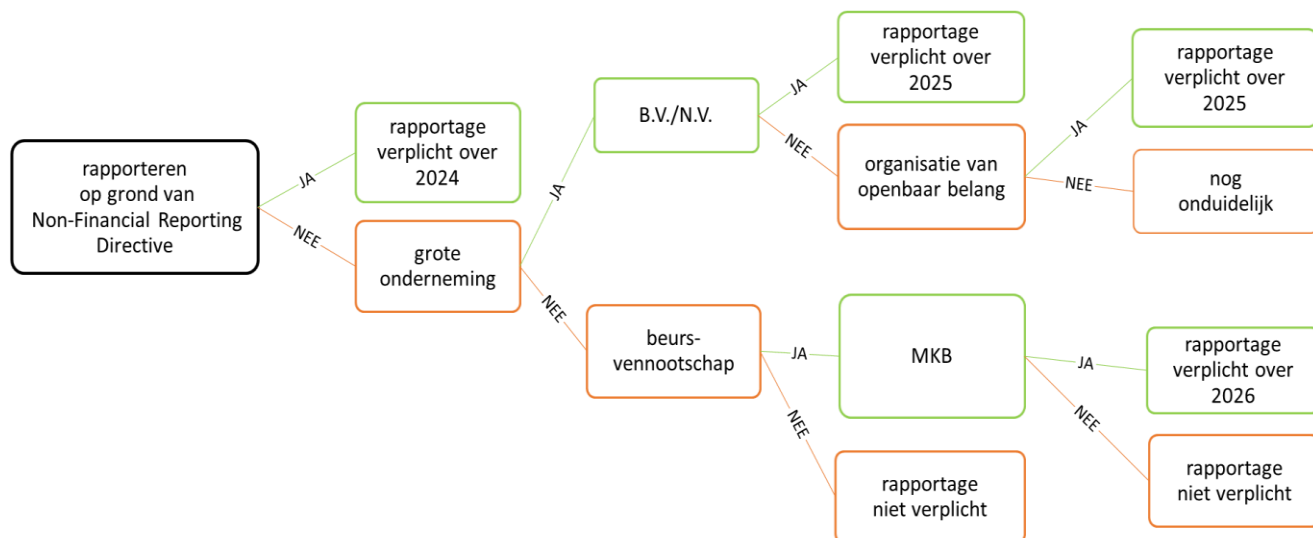 rapporteren
op grond van
Non-Financial Reporting
Directive
JA
NEE
rapportage
verplicht over
2024
grote
onderneming
JA
NEE
B.V./N.V.
JA
NEE
rapportage
verplicht over
2025
organisatie van
openbaar belang
JA
NEE
rapportage
verplicht over
2025
nog
onduidelijk
beurs-
vennootschap
JA
NEE
MKB
JA
NEE
rapportage
verplicht over
2026
rapportage
niet verplicht
rapportage
niet verplicht